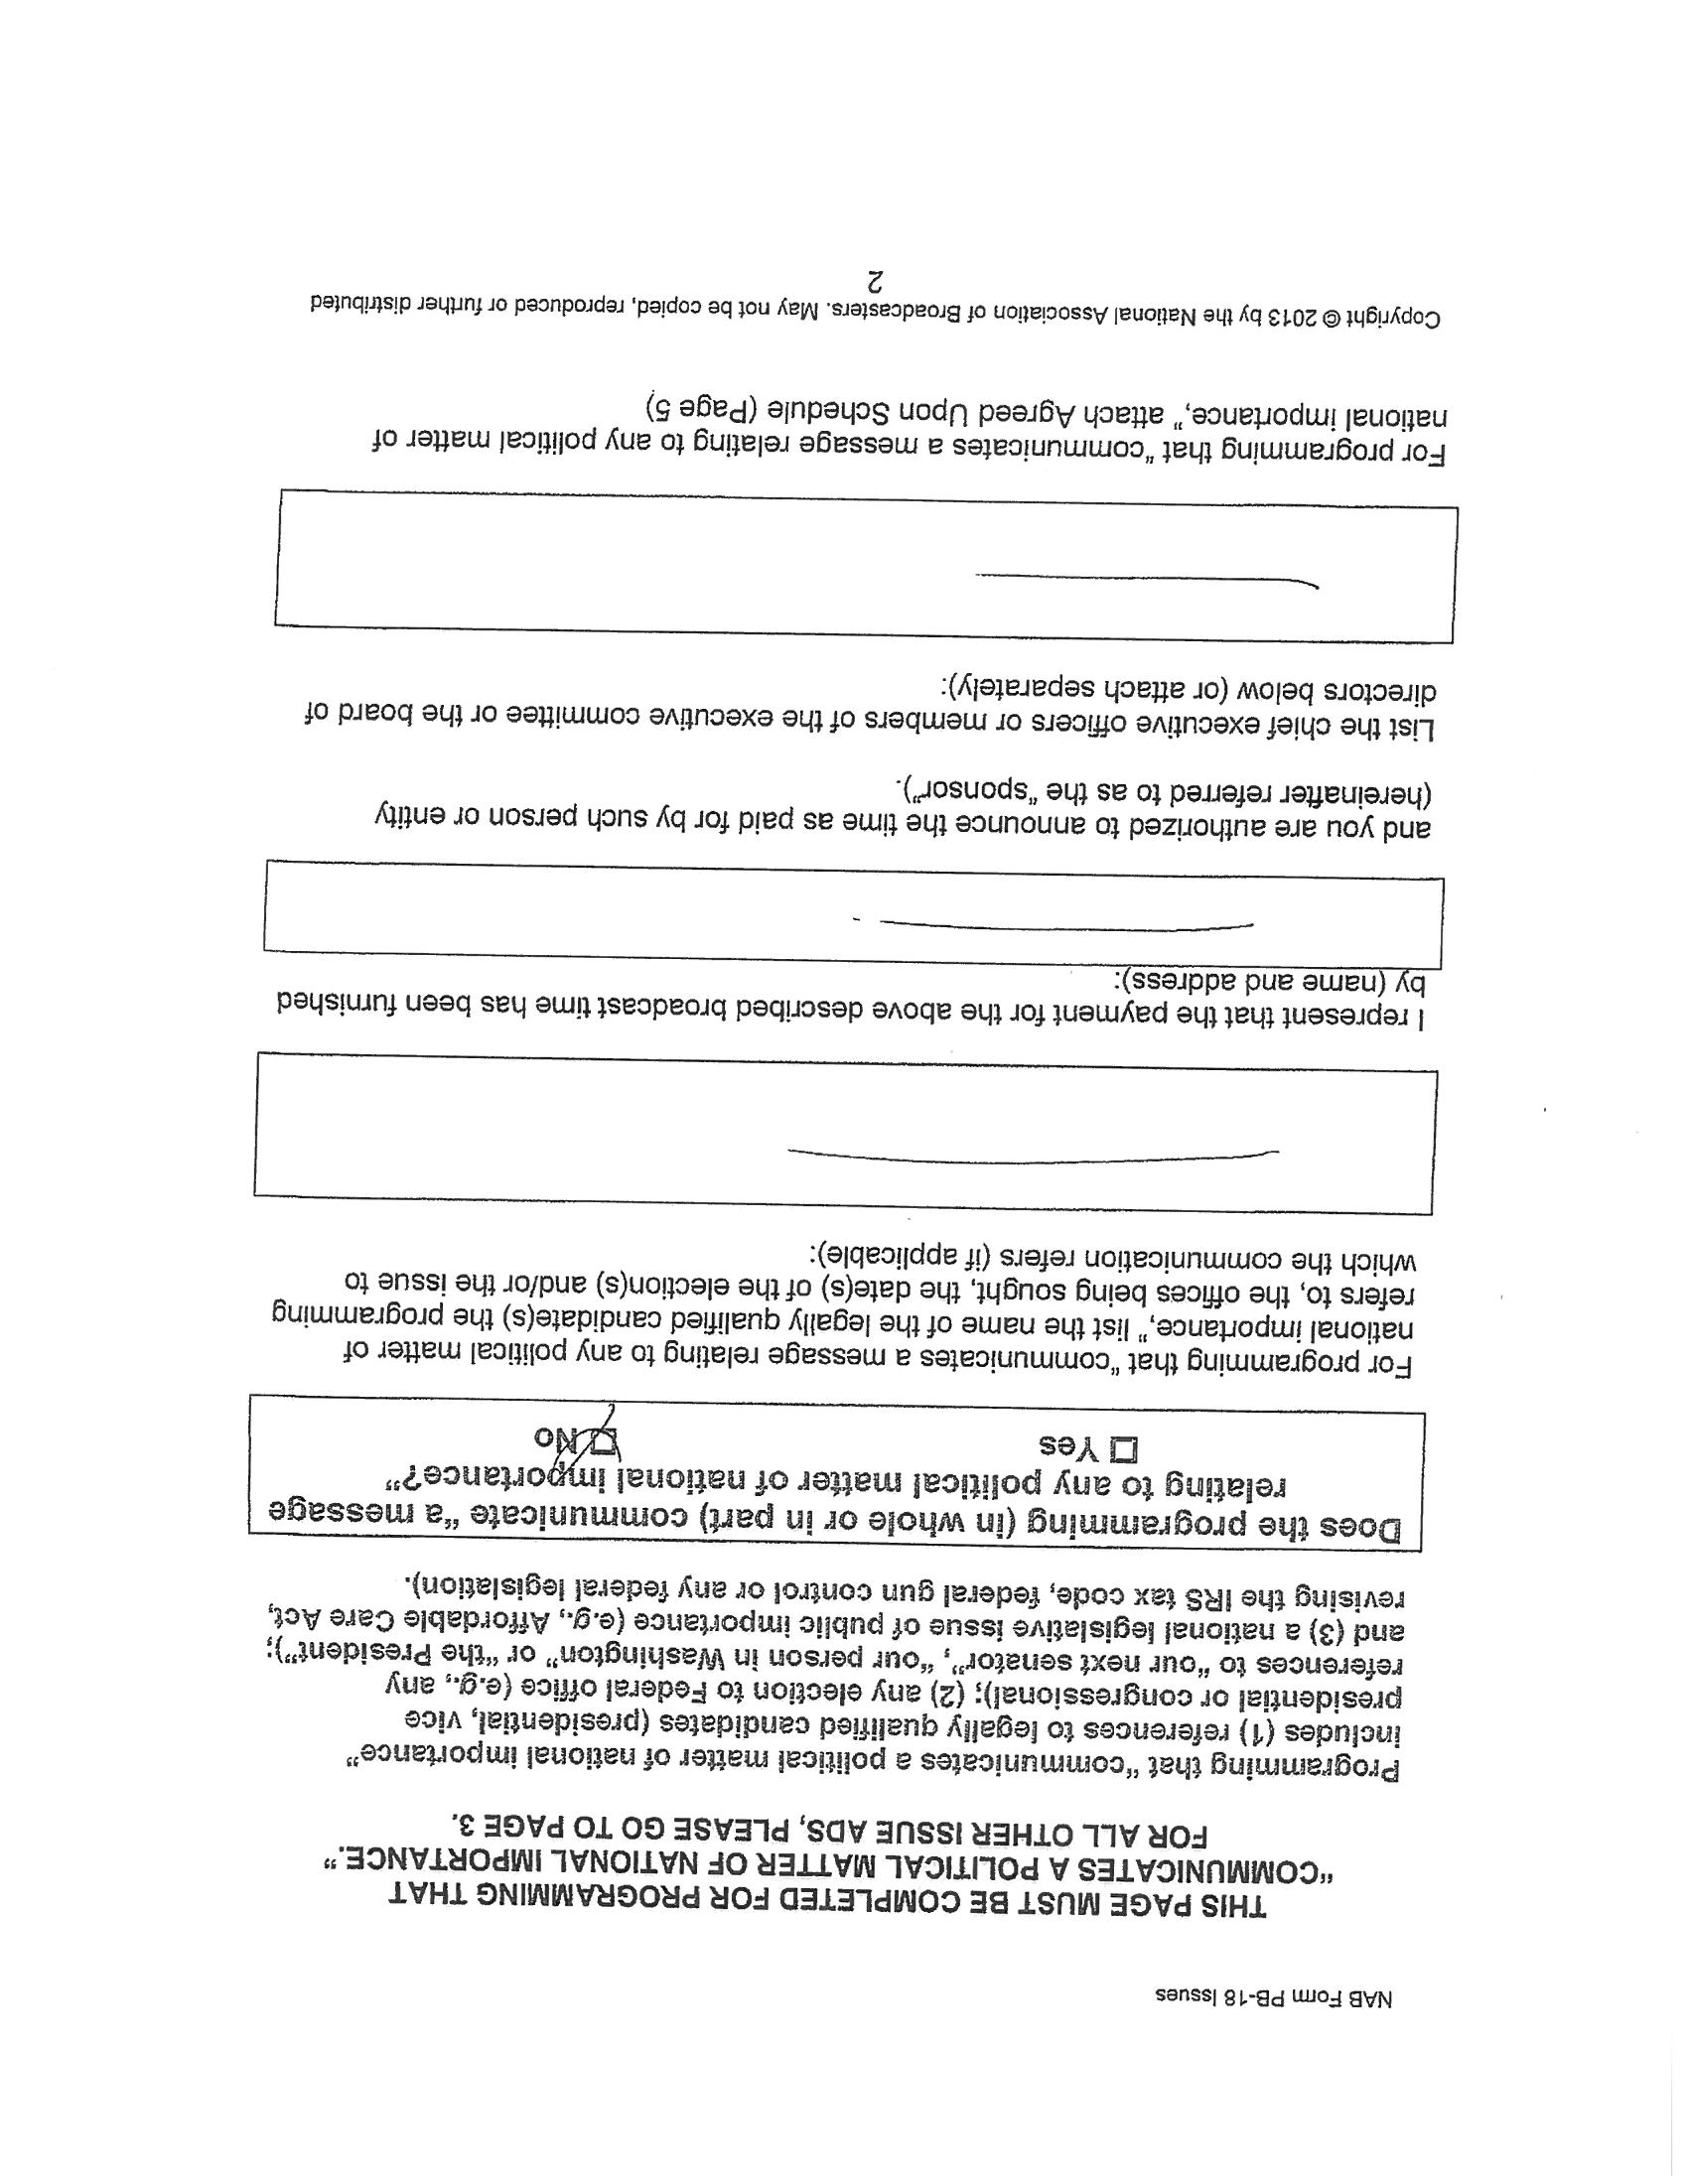 NAB Form PB-18 Issues
THIS PAGE MUST BE COMPLETED FOR PROGRAMMING THAT
“COMMUNICATES A POLITICAL MATTER OF NATIONAL IMPORTANCE.”
FOR ALL OTHER ISSUE ADS, PLEASE GO TO PAGE 3.
Programming that “communicates a political matter of national importance”
includes (1) references to legally qualified candidates (presidential, vice
presidential or congressional); (2) any election to Federal office (e.g., any
references to “our next senator”, “our person in Washington” or “the President”);
and (3) a national legislative issue of public importance (e.g., Affordable Care Act,
revising the IRS tax code, federal gun control or any federal legislation).
Does the programming (in whole or in part) communicate “a message
relating to any political matter of national importance?”
☐ Yes ☐ No
For programming that “communicates a message relating to any political matter of
national importance,” list the name of the legally qualified candidate(s) the programming
refers to, the offices being sought, the date(s) of the election(s) and/or the issue to
which the communication refers (if applicable):
I represent that the payment for the above described broadcast time has been furnished
by (name and address):
and you are authorized to announce the time as paid for by such person or entity
(hereinafter referred to as the “sponsor”).
List the chief executive officers or members of the executive committee or the board of
directors below (or attach separately):
For programming that “communicates a message relating to any political matter of
national importance,” attach Agreed Upon Schedule (Page 5)
Copyright © 2013 by the National Association of Broadcasters. May not be copied, reproduced or further distributed
2